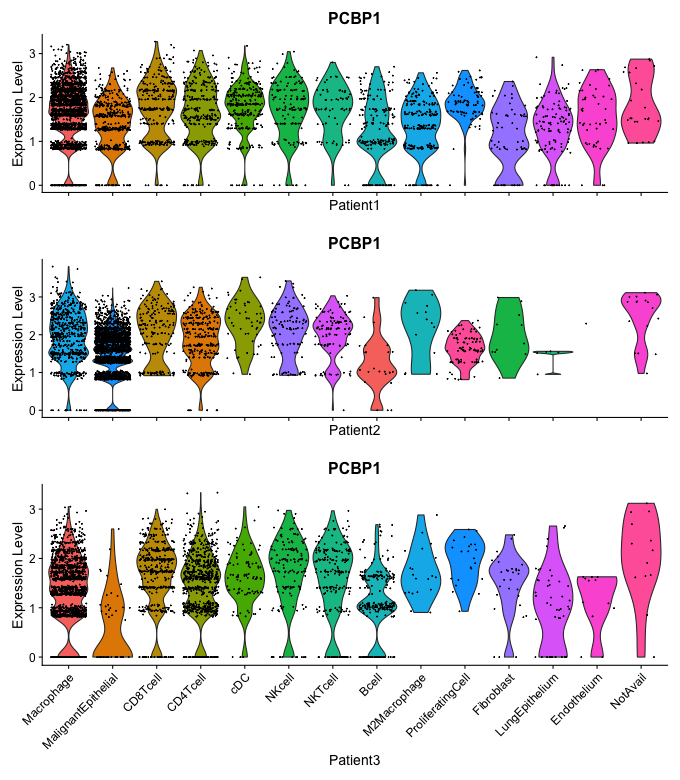 PCBP1
Expression Level
3
2
1
0
Patient1
PCBP1
Expression Level
3
2
1
0
Patient2
PCBP1
Expression Level
3
2
1
0
Macrophage
MalignantEpithelial
CD8Tcell
CD4Tcell
cDC
NKcell
NKTcell
Bcell
M2Macrophage
ProliferatingCell
Fibroblast
LungEpithelium
Endothelium
NotAvail
Patient3